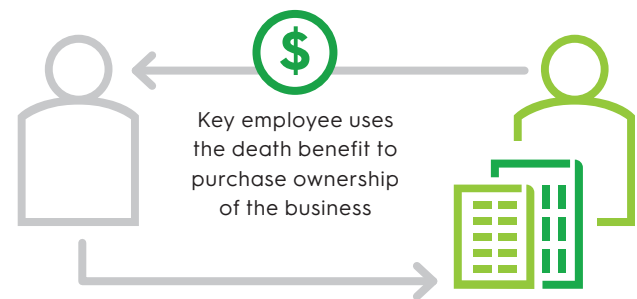 $
Key employee uses
the death benefit to
purchase ownership
of the business